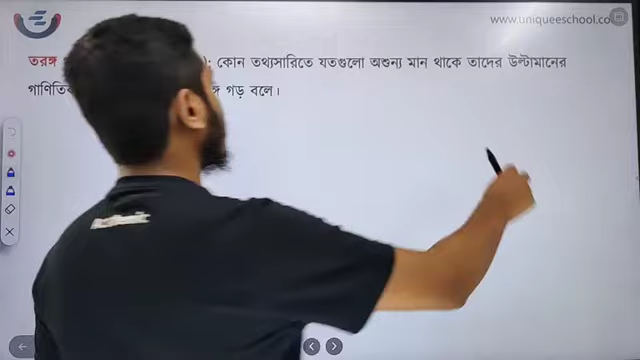 www.uniqueeschool.co
তরঙ্গ : কোন তথ্যসারিতে যতগুলো অশুন্য মান থাকে তাদের উল্টামানের
গড় বলে।